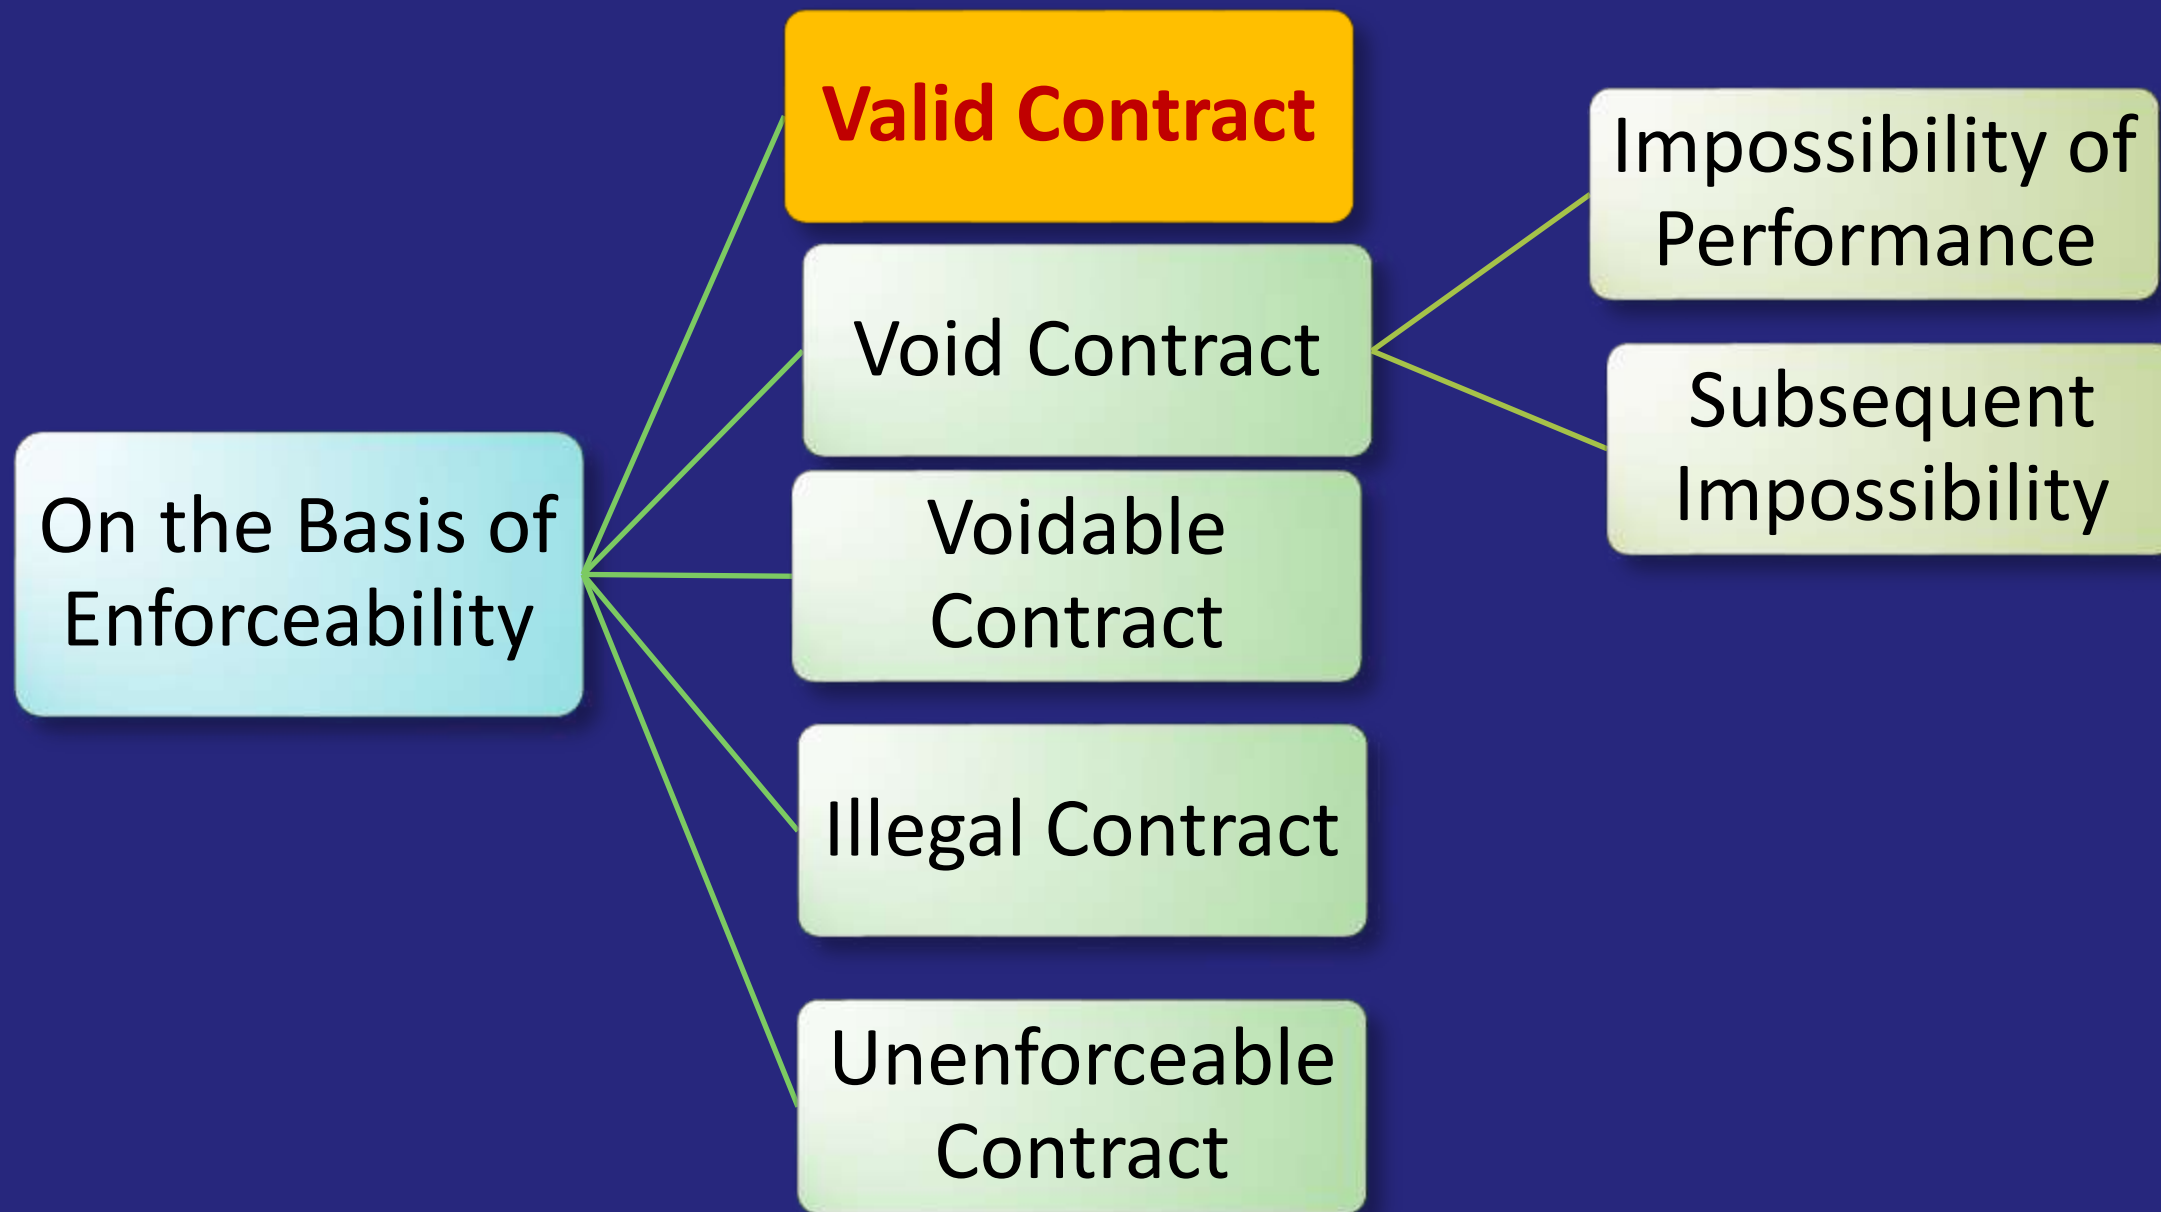 On the Basis of
Enforceability
Valid Contract
Void Contract
Impossibility of
Performance
Subsequent
Impossibility
Voidable
Contract
Illegal Contract
Unenforceable
Contract